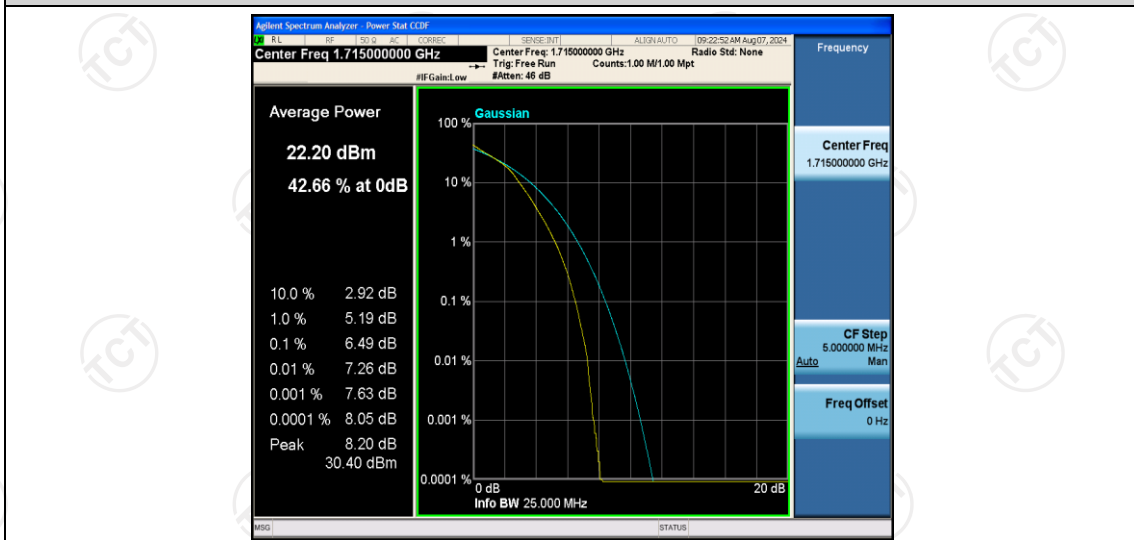 Agilent Spectrum Analyzer - Power Stat CCDF
RL RF 50 Ω AC CORREC SENSE:INT ALIGN AUTO 09:22:52 AM Aug 07, 2024
Center Freq 1.715000000 GHz
Center Freq: 1.715000000 GHz Radio Std: None
Trig: Free Run Counts:1.00 M/1.00 Mpt
#IFGain:Low #Atten: 46 dB
Frequency
Average Power
22.20 dBm
42.66 % at 0dB
10.0 % 2.92 dB
1.0 % 5.19 dB
0.1 % 6.49 dB
0.01 % 7.26 dB
0.001 % 7.63 dB
0.0001 % 8.05 dB
Peak 8.20 dB
30.40 dBm
Gaussian
100 %
10 %
1 %
0.1 %
0.01 %
0.001 %
0.0001 %
0 dB 20 dB
Info BW 25.000 MHz
Center Freq
1.715000000 GHz
CF Step
5.000000 MHz
Auto Man
Freq Offset
0 Hz
MSG STATUS
TCT
TCT
TCT
TCT